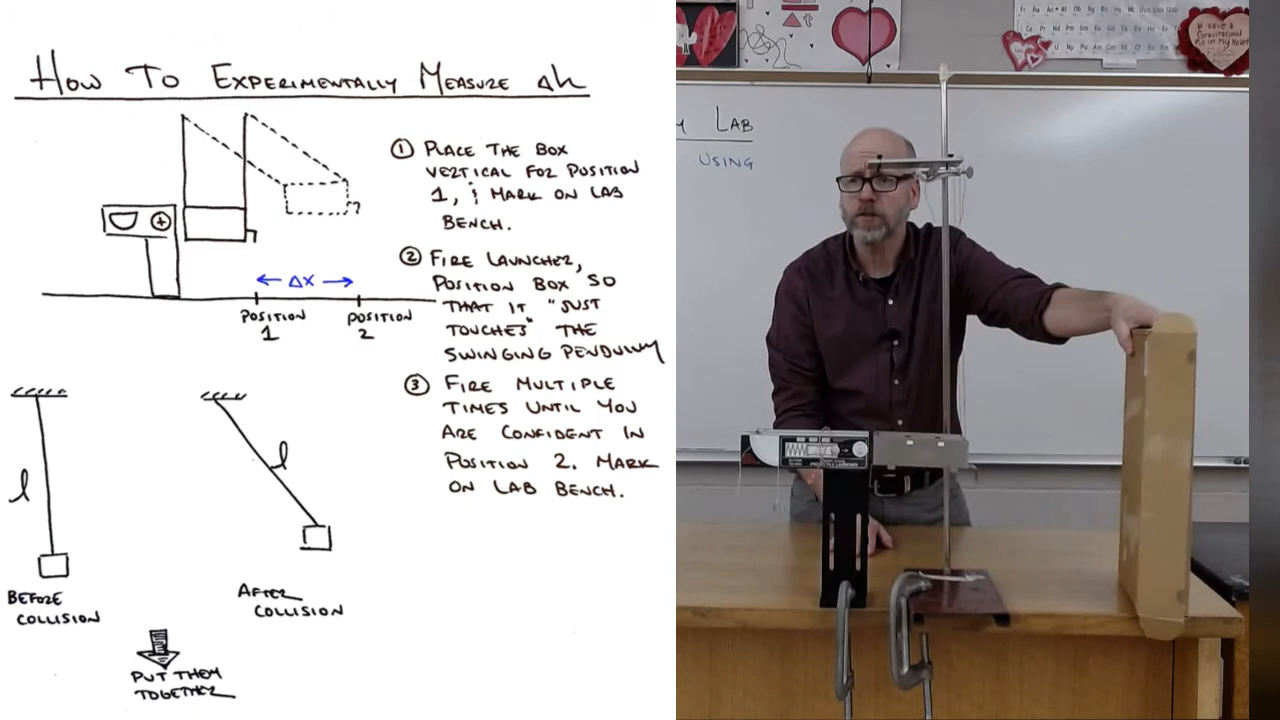 HOW TO EXPERIMENTALLY MEASURE Δh
① PLACE THE BOX
VERTICAL FOR POSITION
1, & MARK ON LAB
BENCH.
② FIRE LAUNCHER,
POSITION BOX SO
THAT IT "JUST
TOUCHES" THE
SWINGING PENDULUM
③ FIRE MULTIPLE
TIMES UNTIL YOU
ARE CONFIDENT IN
POSITION 2. MARK
ON LAB BENCH.
← Δx →
POSITION
1
POSITION
2
l
l
BEFORE
COLLISION
AFTER
COLLISION
PUT THEM
TOGETHER
LAB
USING
PROJECTILE LAUNCHER